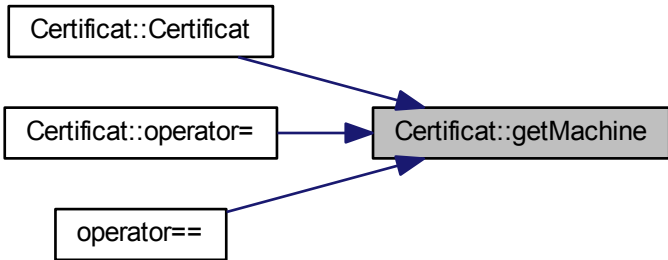 Certificat::Certificat
Certificat::operator=
Certificat::getMachine
operator==